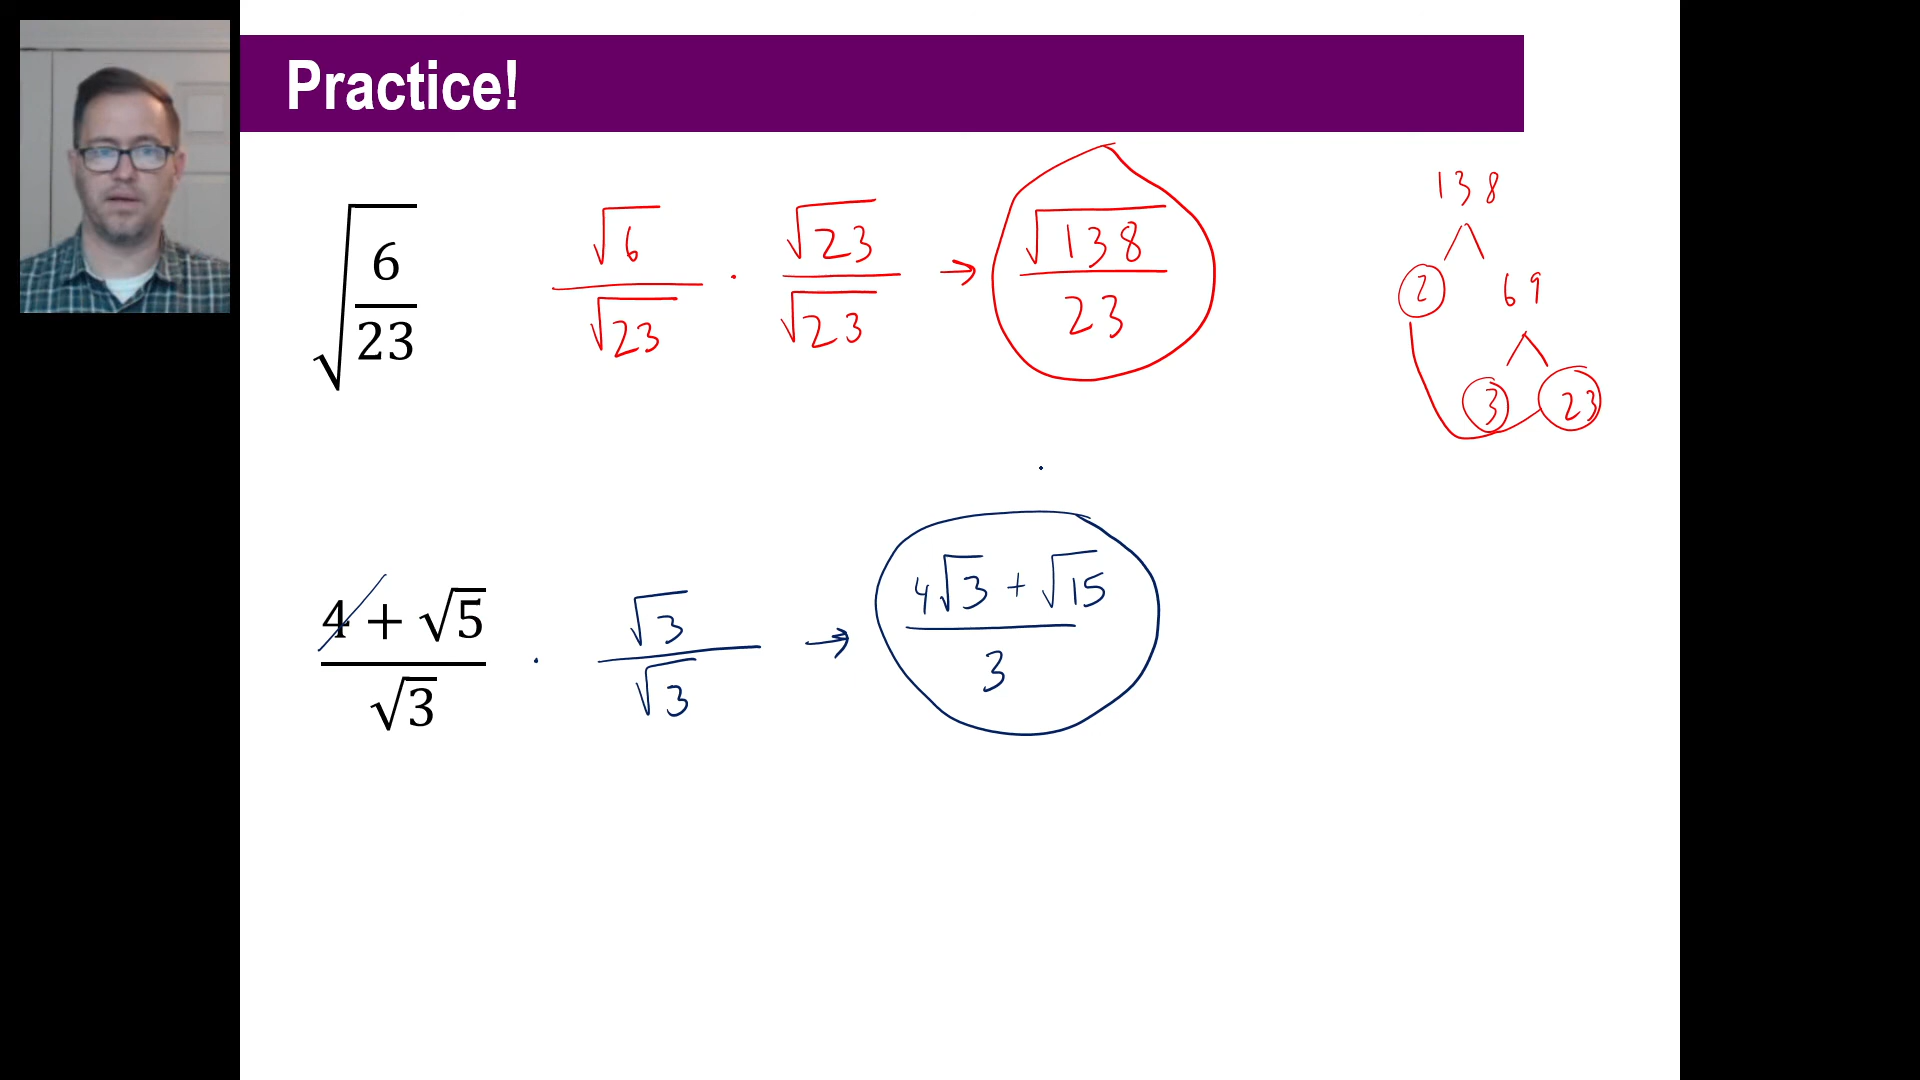 Practice!
√(6/23)   √6/√23 · √23/√23 → √138/23
138
2 69
3 23
(4 + √5)/√3 · √3/√3 → (4√3 + √15)/3